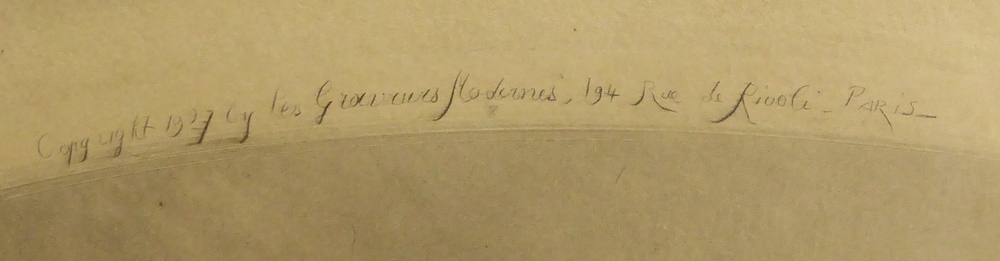 Copyright 1927 by les Graveurs Modernes, 194 Rue de Rivoli - PARIS -